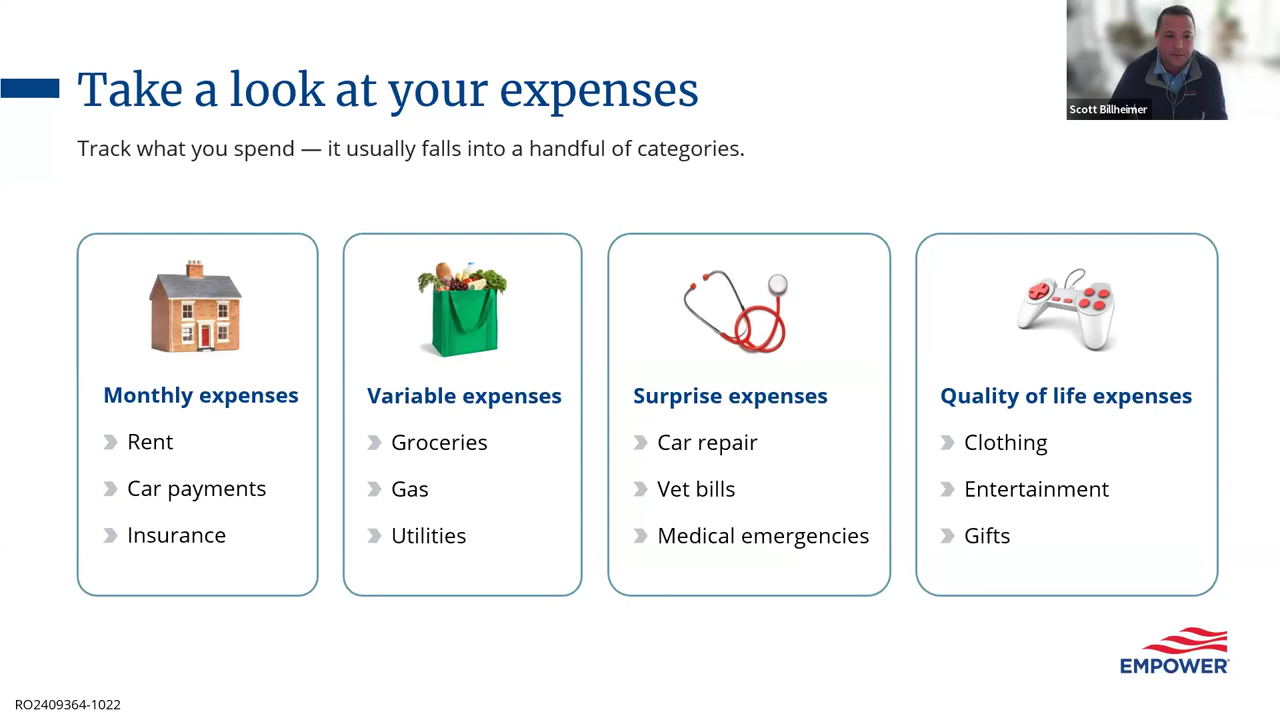 Take a look at your expenses
Track what you spend — it usually falls into a handful of categories.
Scott Billheimer
Monthly expenses
Rent
Car payments
Insurance
Variable expenses
Groceries
Gas
Utilities
Surprise expenses
Car repair
Vet bills
Medical emergencies
Quality of life expenses
Clothing
Entertainment
Gifts
EMPOWER
RO2409364-1022